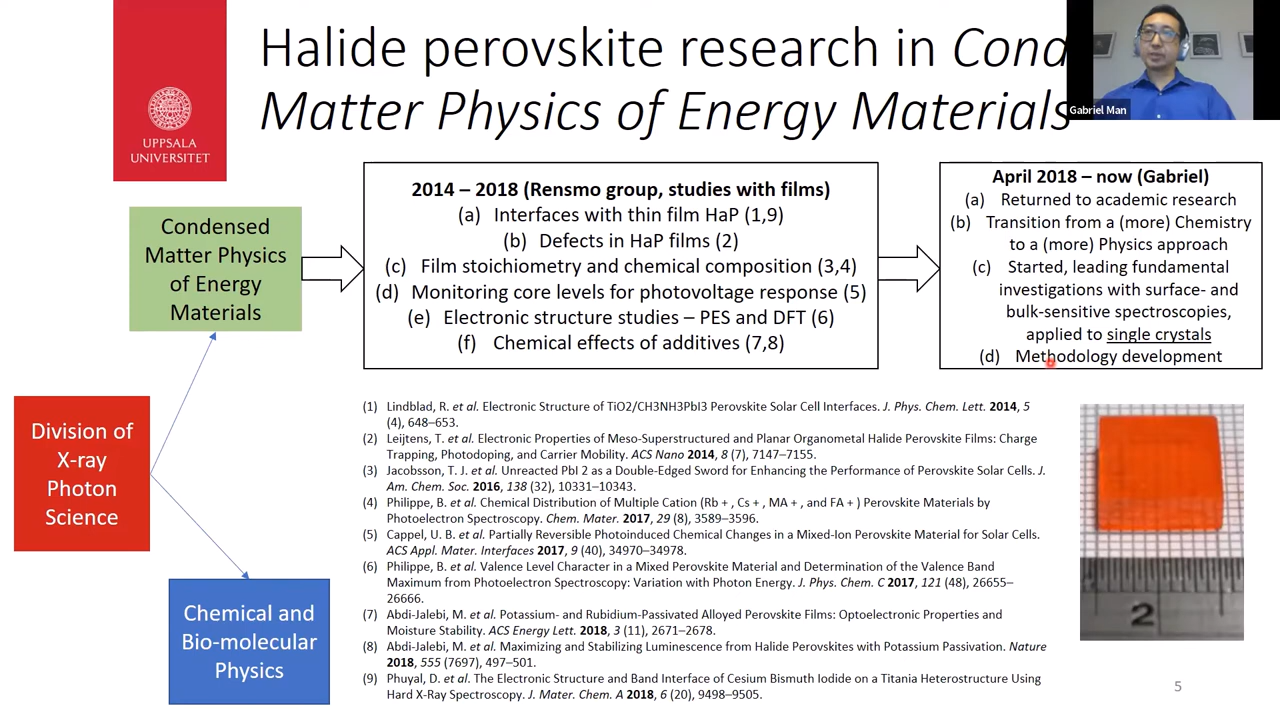 Halide perovskite research in Cond
Matter Physics of Energy Materials
Gabriel Man
UPPSALA
UNIVERSITET
Condensed
Matter Physics
of Energy
Materials
2014 – 2018 (Rensmo group, studies with films)
(a) Interfaces with thin film HaP (1,9)
(b) Defects in HaP films (2)
(c) Film stoichiometry and chemical composition (3,4)
(d) Monitoring core levels for photovoltage response (5)
(e) Electronic structure studies – PES and DFT (6)
(f) Chemical effects of additives (7,8)
April 2018 – now (Gabriel)
(a) Returned to academic research
(b) Transition from a (more) Chemistry
to a (more) Physics approach
(c) Started, leading fundamental
investigations with surface- and
bulk-sensitive spectroscopies,
applied to single crystals
(d) Methodology development
Division of
X-ray
Photon
Science
Chemical and
Bio-molecular
Physics
(1) Lindblad, R. et al. Electronic Structure of TiO2/CH3NH3PbI3 Perovskite Solar Cell Interfaces. J. Phys. Chem. Lett. 2014, 5
(4), 648–653.
(2) Leijtens, T. et al. Electronic Properties of Meso-Superstructured and Planar Organometal Halide Perovskite Films: Charge
Trapping, Photodoping, and Carrier Mobility. ACS Nano 2014, 8 (7), 7147–7155.
(3) Jacobsson, T. J. et al. Unreacted PbI 2 as a Double-Edged Sword for Enhancing the Performance of Perovskite Solar Cells. J.
Am. Chem. Soc. 2016, 138 (32), 10331–10343.
(4) Philippe, B. et al. Chemical Distribution of Multiple Cation (Rb + , Cs + , MA + , and FA + ) Perovskite Materials by
Photoelectron Spectroscopy. Chem. Mater. 2017, 29 (8), 3589–3596.
(5) Cappel, U. B. et al. Partially Reversible Photoinduced Chemical Changes in a Mixed-Ion Perovskite Material for Solar Cells.
ACS Appl. Mater. Interfaces 2017, 9 (40), 34970–34978.
(6) Philippe, B. et al. Valence Level Character in a Mixed Perovskite Material and Determination of the Valence Band
Maximum from Photoelectron Spectroscopy: Variation with Photon Energy. J. Phys. Chem. C 2017, 121 (48), 26655–
26666.
(7) Abdi-Jalebi, M. et al. Potassium- and Rubidium-Passivated Alloyed Perovskite Films: Optoelectronic Properties and
Moisture Stability. ACS Energy Lett. 2018, 3 (11), 2671–2678.
(8) Abdi-Jalebi, M. et al. Maximizing and Stabilizing Luminescence from Halide Perovskites with Potassium Passivation. Nature
2018, 555 (7697), 497–501.
(9) Phuyal, D. et al. The Electronic Structure and Band Interface of Cesium Bismuth Iodide on a Titania Heterostructure Using
Hard X-Ray Spectroscopy. J. Mater. Chem. A 2018, 6 (20), 9498–9505.
2
5